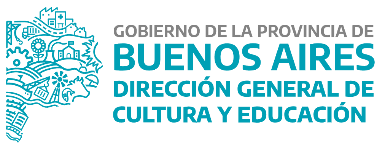 GOBIERNO DE LA PROVINCIA DE
BUENOS AIRES
DIRECCIÓN GENERAL DE
CULTURA Y EDUCACIÓN